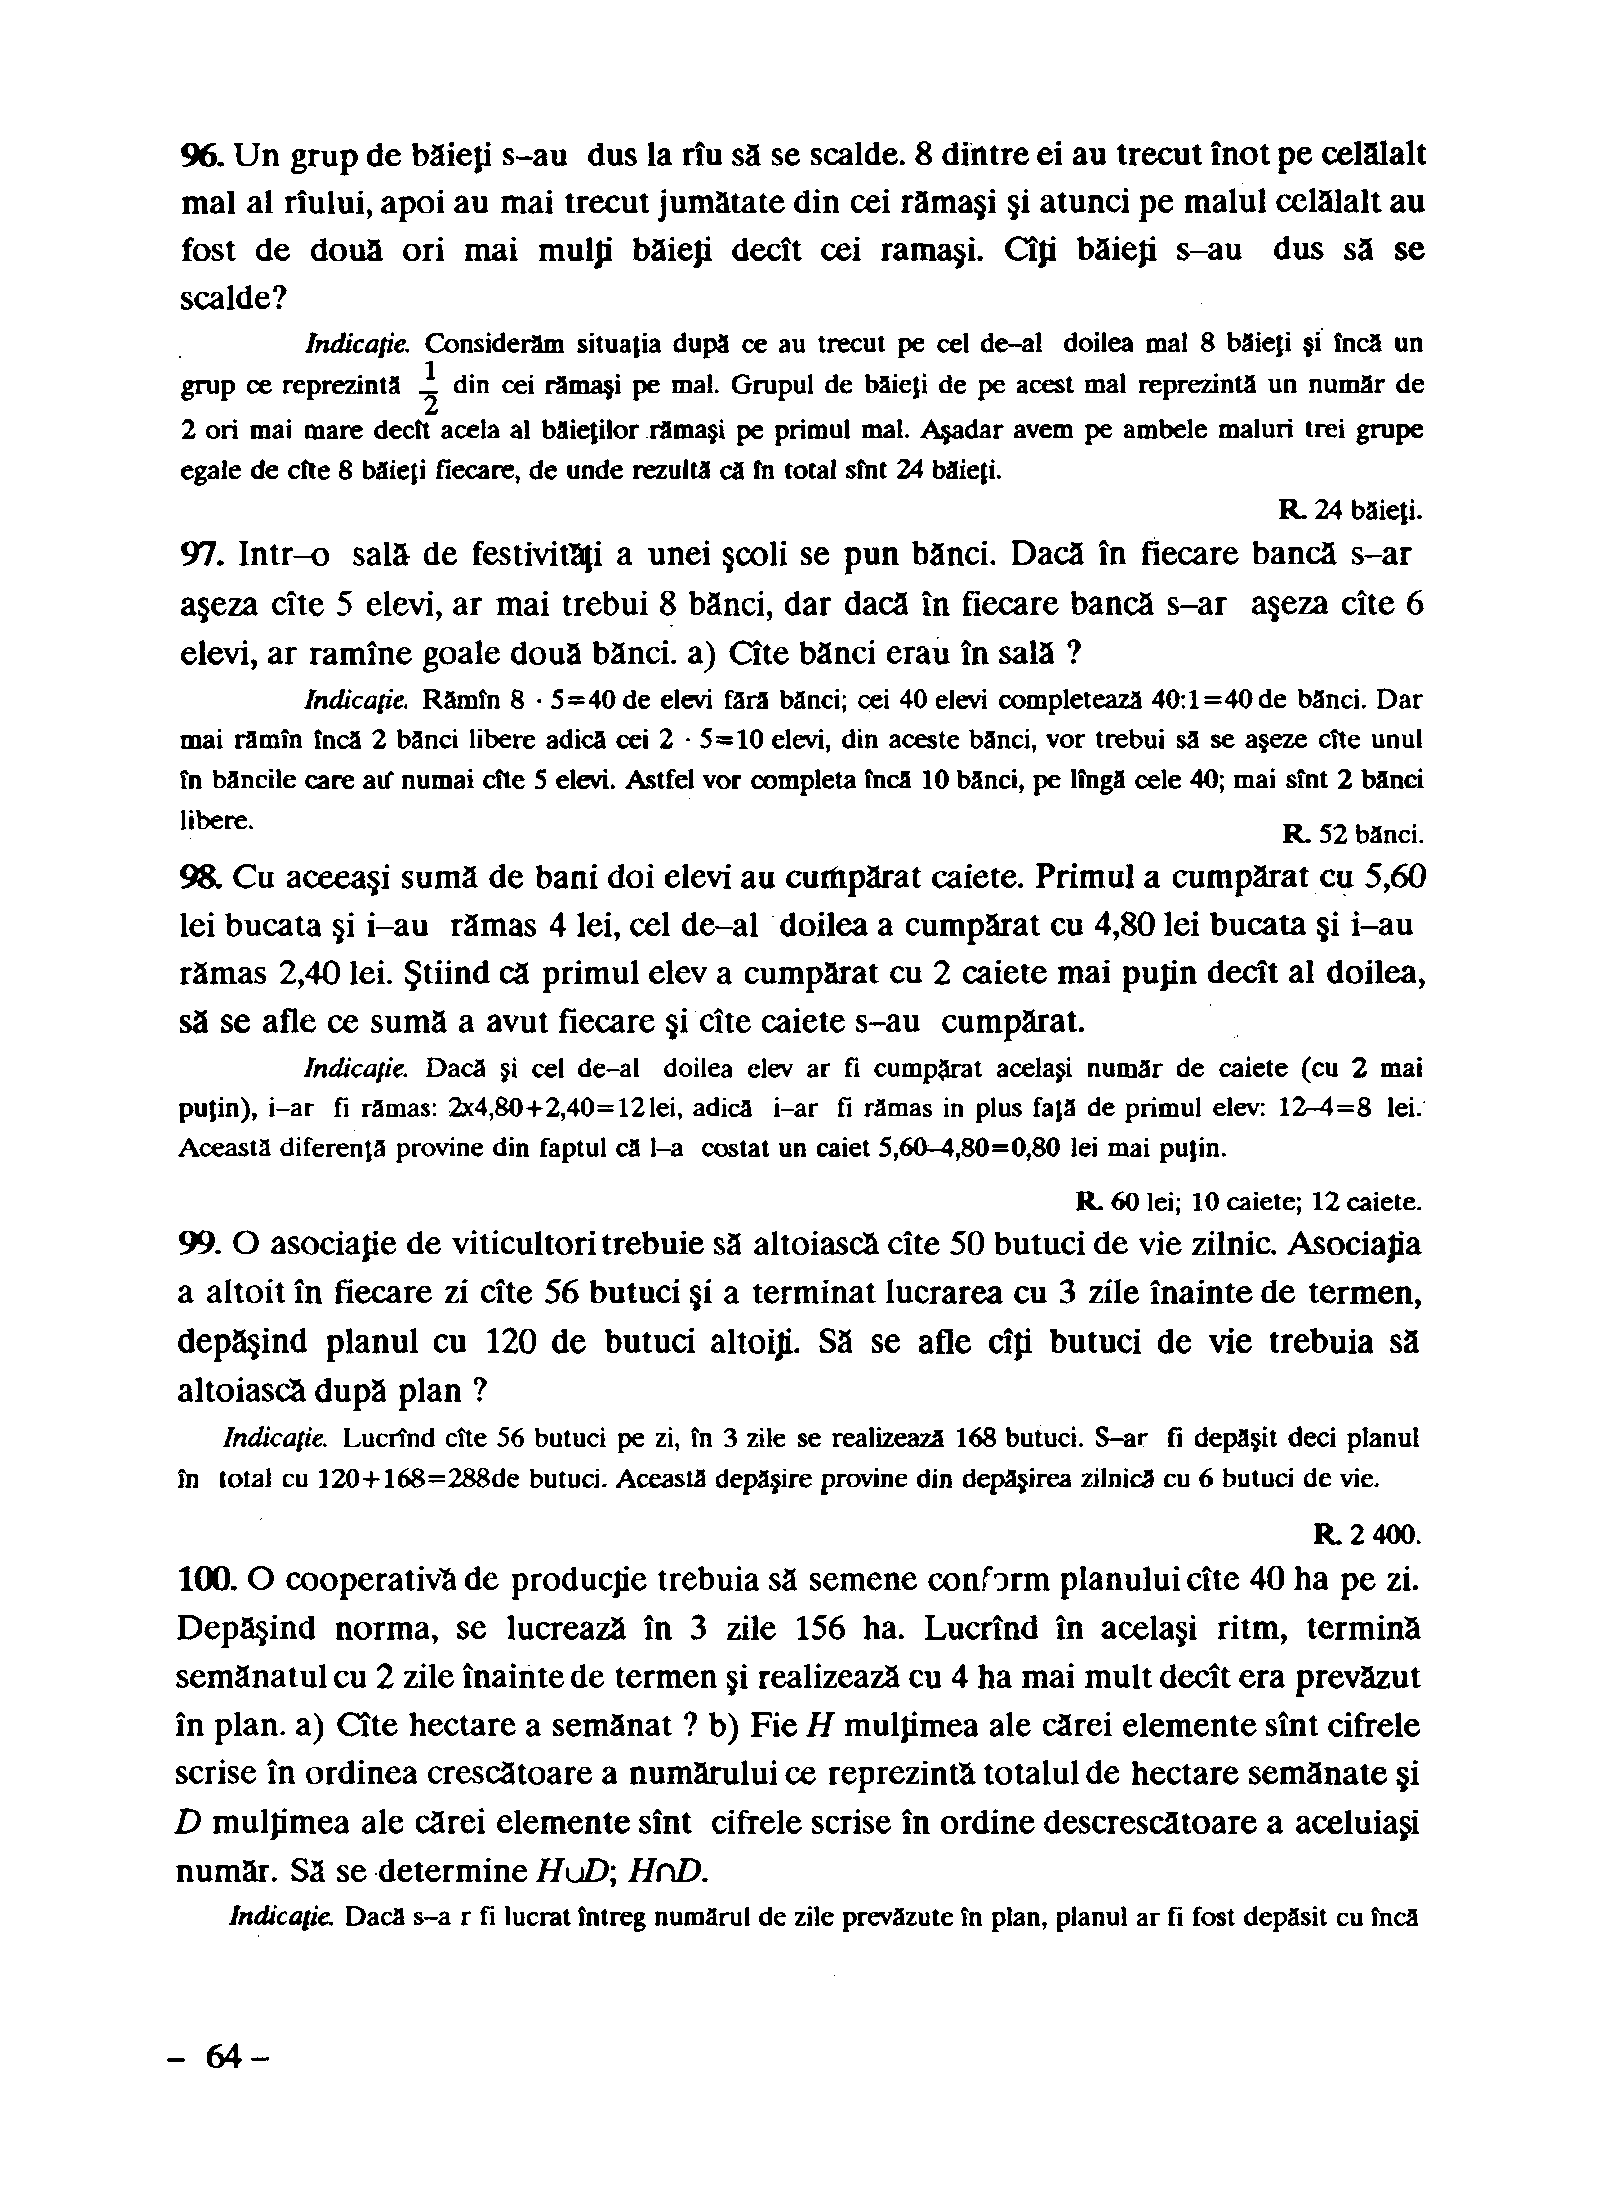 96. Un grup de băieţi s–au dus la rîu să se scalde. 8 dintre ei au trecut înot pe celălalt
mal al rîului, apoi au mai trecut jumătate din cei rămaşi şi atunci pe malul celălalt au
fost de două ori mai mulţi băieţi decît cei ramaşi. Cîţi băieţi s–au dus să se
scalde?
Indicaţie. Considerăm situaţia după ce au trecut pe cel de–al doilea mal 8 băieţi şi încă un
grup ce reprezintă 1/2 din cei rămaşi pe mal. Grupul de băieţi de pe acest mal reprezintă un număr de
2 ori mai mare decît acela al băieţilor rămaşi pe primul mal. Aşadar avem pe ambele maluri trei grupe
egale de cîte 8 băieţi fiecare, de unde rezultă că în total sînt 24 băieţi.
R. 24 băieţi.
97. Intr–o sală de festivităţi a unei şcoli se pun bănci. Dacă în fiecare bancă s–ar
aşeza cîte 5 elevi, ar mai trebui 8 bănci, dar dacă în fiecare bancă s–ar aşeza cîte 6
elevi, ar ramîne goale două bănci. a) Cîte bănci erau în sală ?
Indicaţie. Rămîn 8 · 5=40 de elevi fără bănci; cei 40 elevi completează 40:1=40 de bănci. Dar
mai rămîn încă 2 bănci libere adică cei 2 · 5=10 elevi, din aceste bănci, vor trebui să se aşeze cîte unul
în băncile care au numai cîte 5 elevi. Astfel vor completa încă 10 bănci, pe lîngă cele 40; mai sînt 2 bănci
libere.
R. 52 bănci.
98. Cu aceeaşi sumă de bani doi elevi au cumpărat caiete. Primul a cumpărat cu 5,60
lei bucata şi i–au rămas 4 lei, cel de–al doilea a cumpărat cu 4,80 lei bucata şi i–au
rămas 2,40 lei. Ştiind că primul elev a cumpărat cu 2 caiete mai puţin decît al doilea,
să se afle ce sumă a avut fiecare şi cîte caiete s–au cumpărat.
Indicaţie. Dacă şi cel de–al doilea elev ar fi cumpărat acelaşi număr de caiete (cu 2 mai
puţin), i–ar fi rămas: 2x4,80+2,40=12lei, adică i–ar fi rămas in plus faţă de primul elev: 12–4=8 lei.
Această diferenţă provine din faptul că l–a costat un caiet 5,60–4,80=0,80 lei mai puţin.
R. 60 lei; 10 caiete; 12 caiete.
99. O asociaţie de viticultori trebuie să altoiască cîte 50 butuci de vie zilnic. Asociaţia
a altoit în fiecare zi cîte 56 butuci şi a terminat lucrarea cu 3 zile înainte de termen,
depăşind planul cu 120 de butuci altoiţi. Să se afle cîţi butuci de vie trebuia să
altoiască după plan ?
Indicaţie. Lucrînd cîte 56 butuci pe zi, în 3 zile se realizează 168 butuci. S–ar fi depăşit deci planul
în total cu 120+168=288de butuci. Această depăşire provine din depăşirea zilnică cu 6 butuci de vie.
R. 2 400.
100. O cooperativă de producţie trebuia să semene conform planului cîte 40 ha pe zi.
Depăşind norma, se lucrează în 3 zile 156 ha. Lucrînd în acelaşi ritm, termină
semănatul cu 2 zile înainte de termen şi realizează cu 4 ha mai mult decît era prevăzut
în plan. a) Cîte hectare a semănat ? b) Fie H mulţimea ale cărei elemente sînt cifrele
scrise în ordinea crescătoare a numărului ce reprezintă totalul de hectare semănate şi
D mulţimea ale cărei elemente sînt cifrele scrise în ordine descrescătoare a aceluiaşi
număr. Să se determine H∪D; H∩D.
Indicaţie. Dacă s–a r fi lucrat întreg numărul de zile prevăzute în plan, planul ar fi fost depăsit cu încă
– 64 –